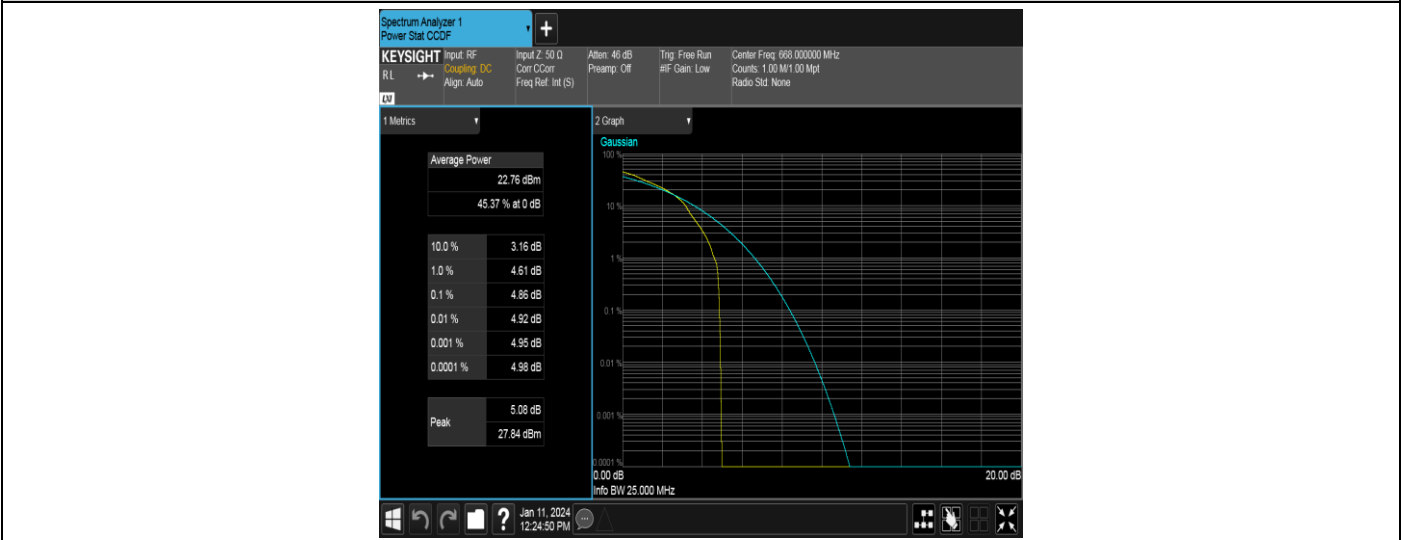 Spectrum Analyzer 1
Power Stat CCDF
+
KEYSIGHT
RL
LXI
Input: RF
Coupling: DC
Align: Auto
Input Z: 50 Ω
Corr CCorr
Freq Ref: Int (S)
Atten: 46 dB
Preamp: Off
Trig: Free Run
#IF Gain: Low
Center Freq: 668.000000 MHz
Counts: 1.00 M/1.00 Mpt
Radio Std: None
1 Metrics
Average Power
22.76 dBm
45.37 % at 0 dB
10.0 % 3.16 dB
1.0 % 4.61 dB
0.1 % 4.86 dB
0.01 % 4.92 dB
0.001 % 4.95 dB
0.0001 % 4.98 dB
Peak
5.08 dB
27.84 dBm
2 Graph
Gaussian
100 %
10 %
1 %
0.1 %
0.01 %
0.001 %
0.0001 %
0.00 dB 20.00 dB
Info BW 25.000 MHz
?
Jan 11, 2024
12:24:50 PM